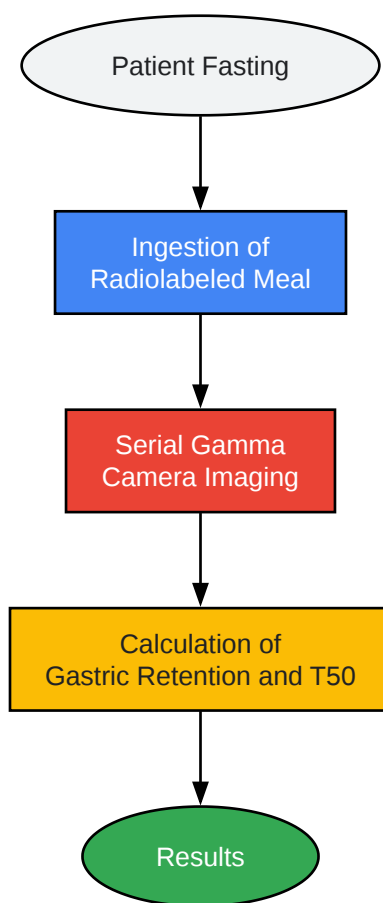 Patient Fasting
Ingestion of
Radiolabeled Meal
Serial Gamma
Camera Imaging
Calculation of
Gastric Retention and T50
Results